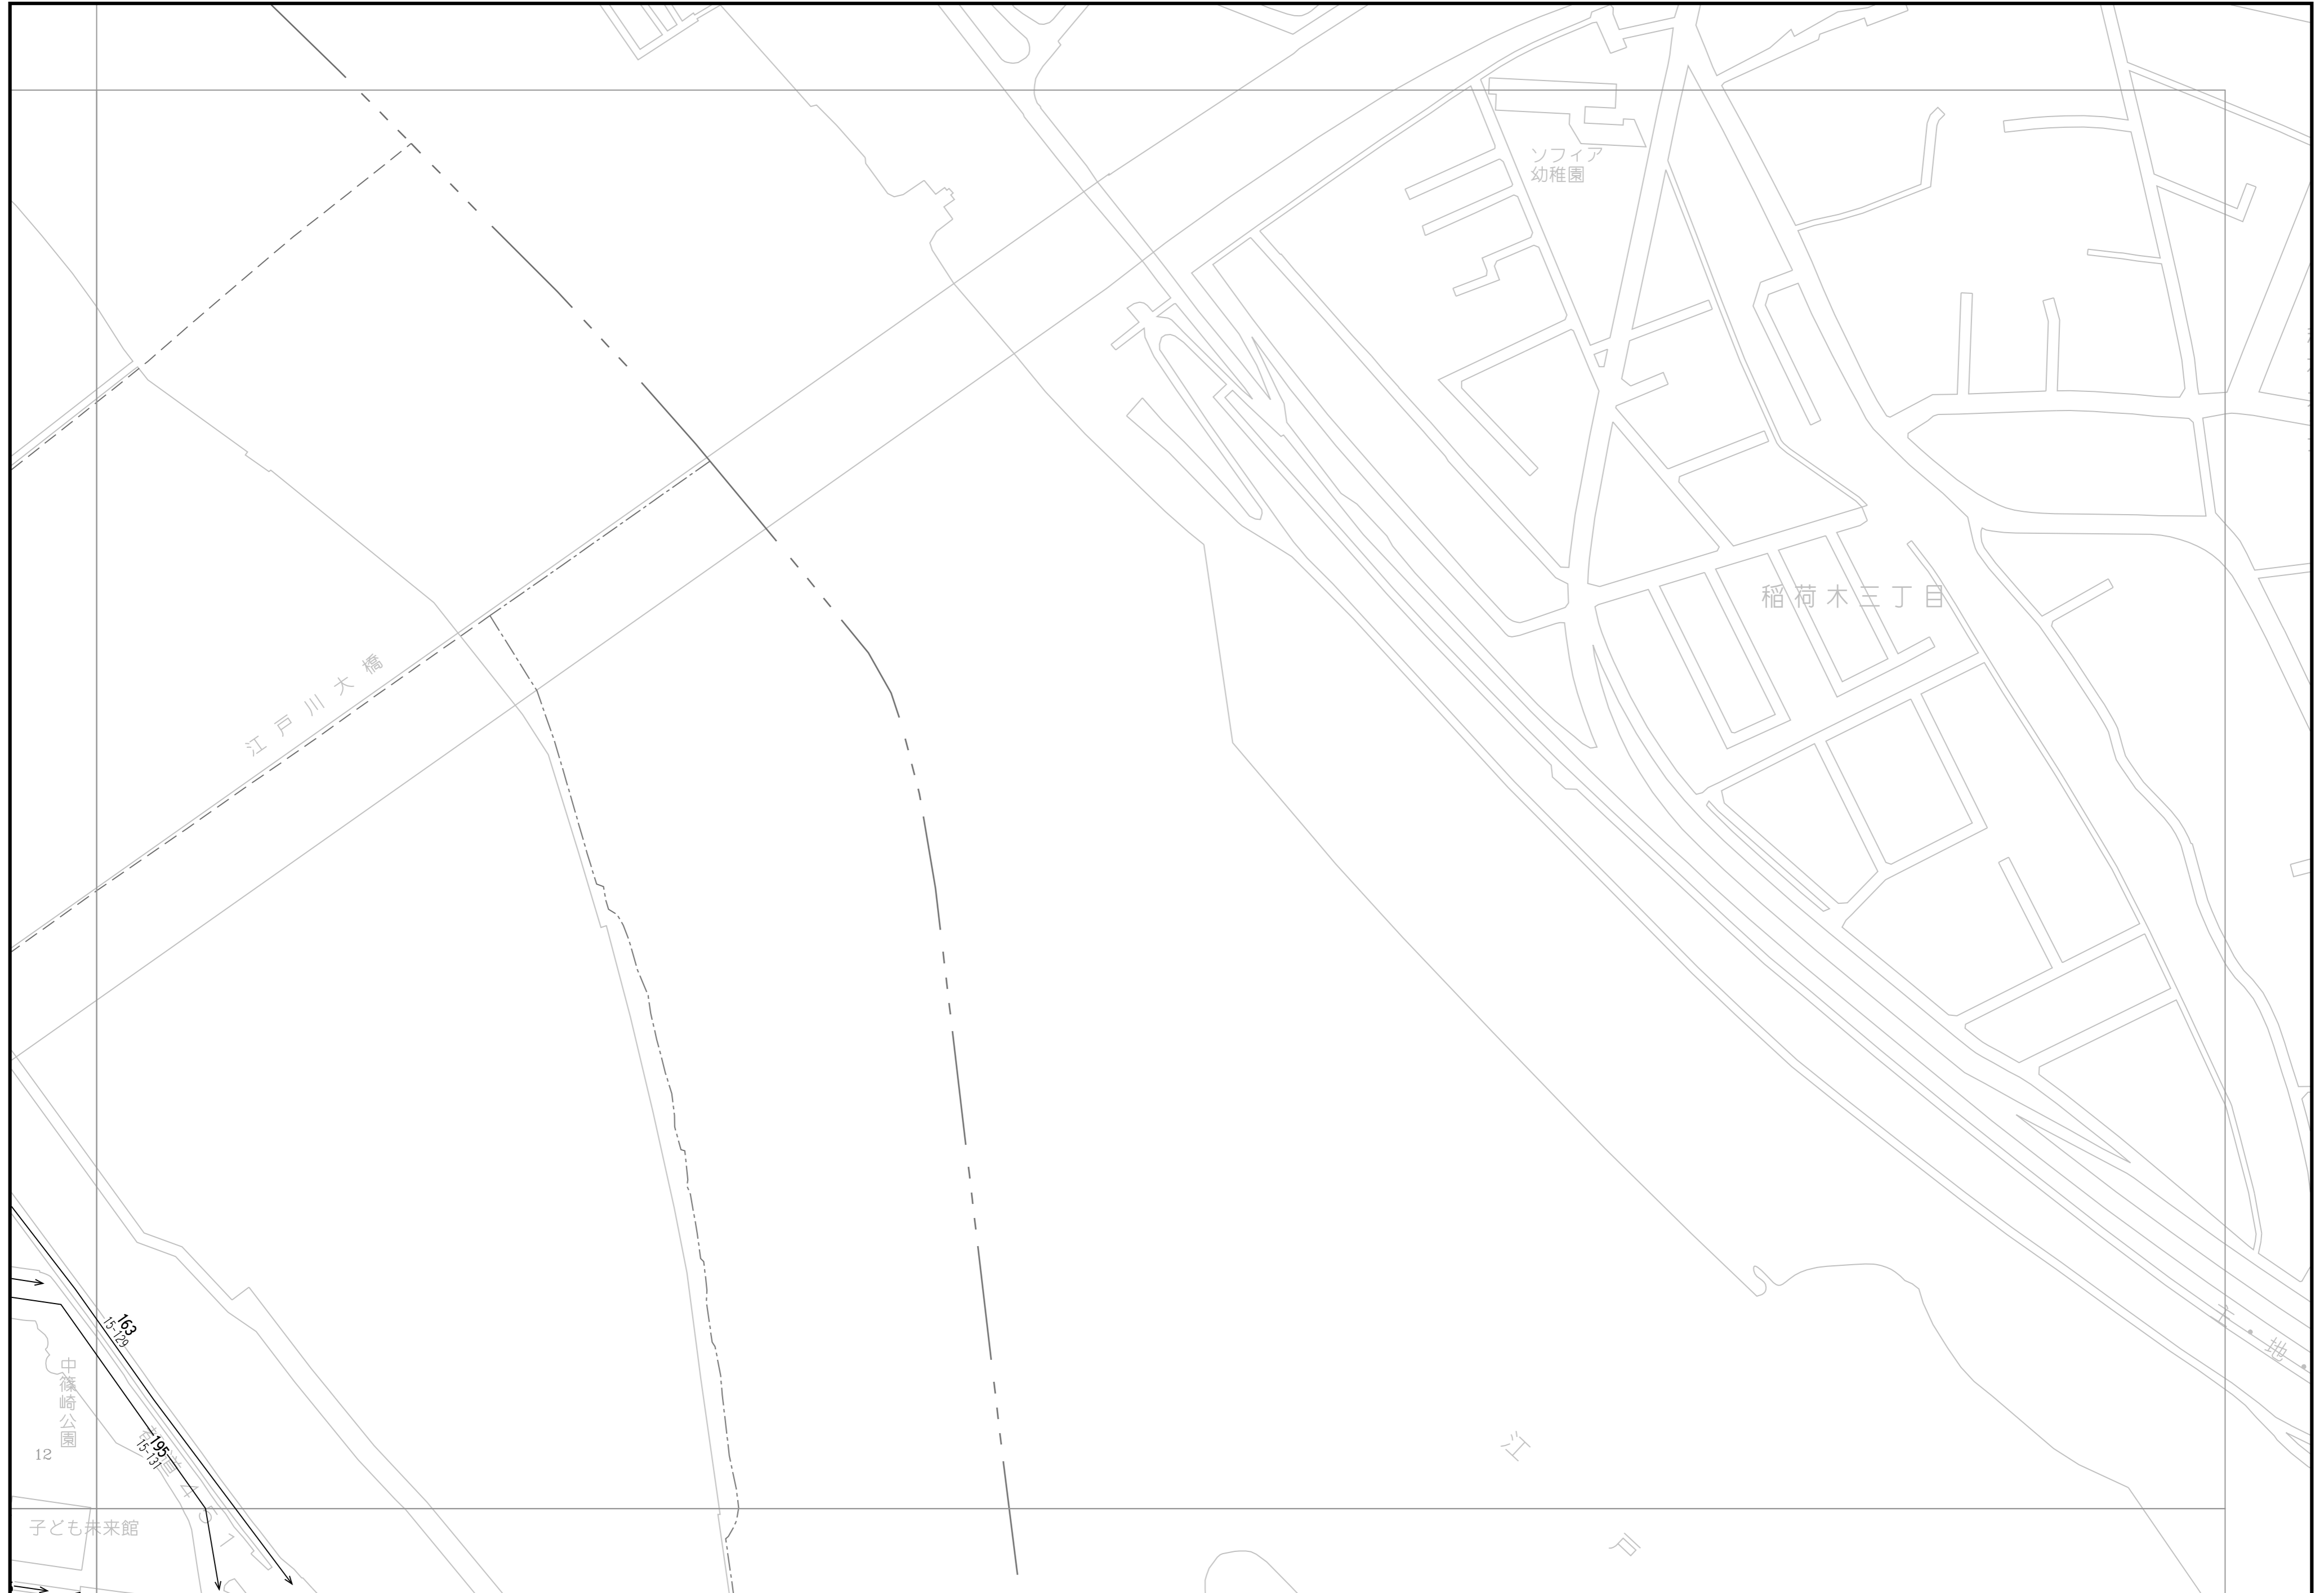 ソフィア
幼稚園
稲荷木三丁目
江戸川大橋
163
15-129
中篠崎公園
195
15-131
12
子ども未来館
江
戸
主・地・